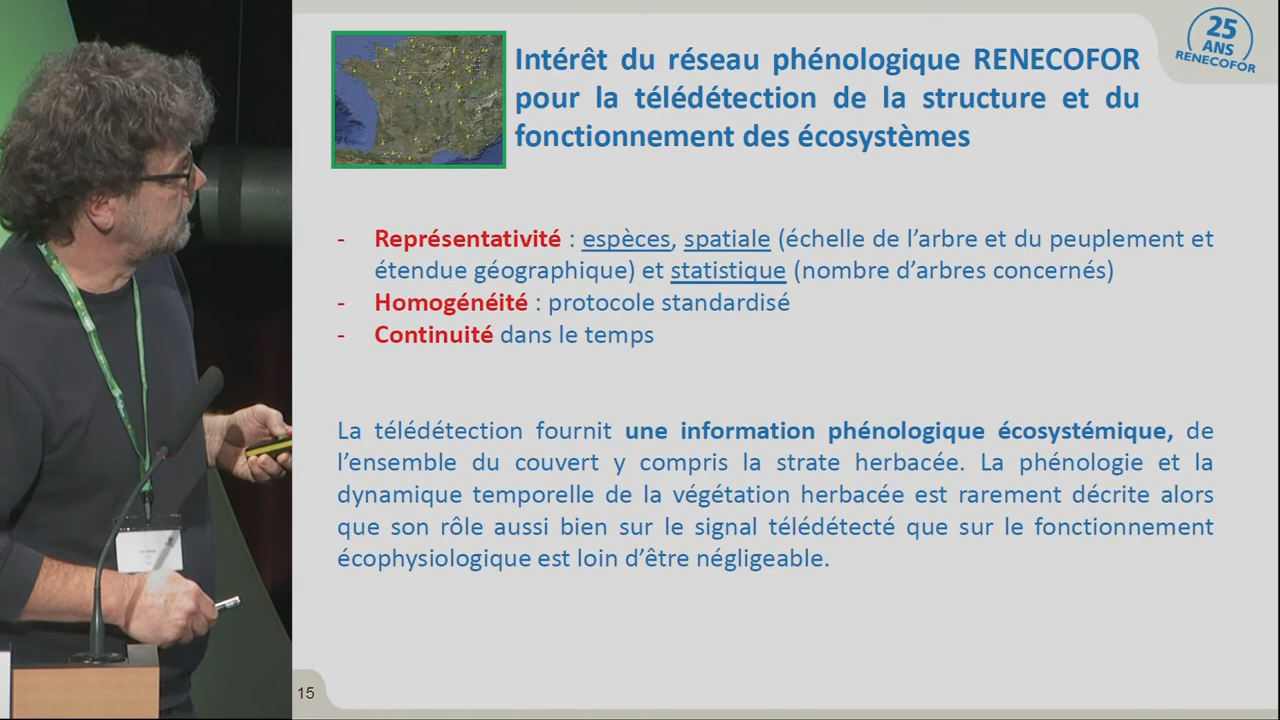 Intérêt du réseau phénologique RENECOFOR
pour la télédétection de la structure et du
fonctionnement des écosystèmes
25
ANS
RENECOFOR
- Représentativité : espèces, spatiale (échelle de l'arbre et du peuplement et
étendue géographique) et statistique (nombre d'arbres concernés)
- Homogénéité : protocole standardisé
- Continuité dans le temps
La télédétection fournit une information phénologique écosystémique, de
l'ensemble du couvert y compris la strate herbacée. La phénologie et la
dynamique temporelle de la végétation herbacée est rarement décrite alors
que son rôle aussi bien sur le signal télédétecté que sur le fonctionnement
écophysiologique est loin d'être négligeable.
15